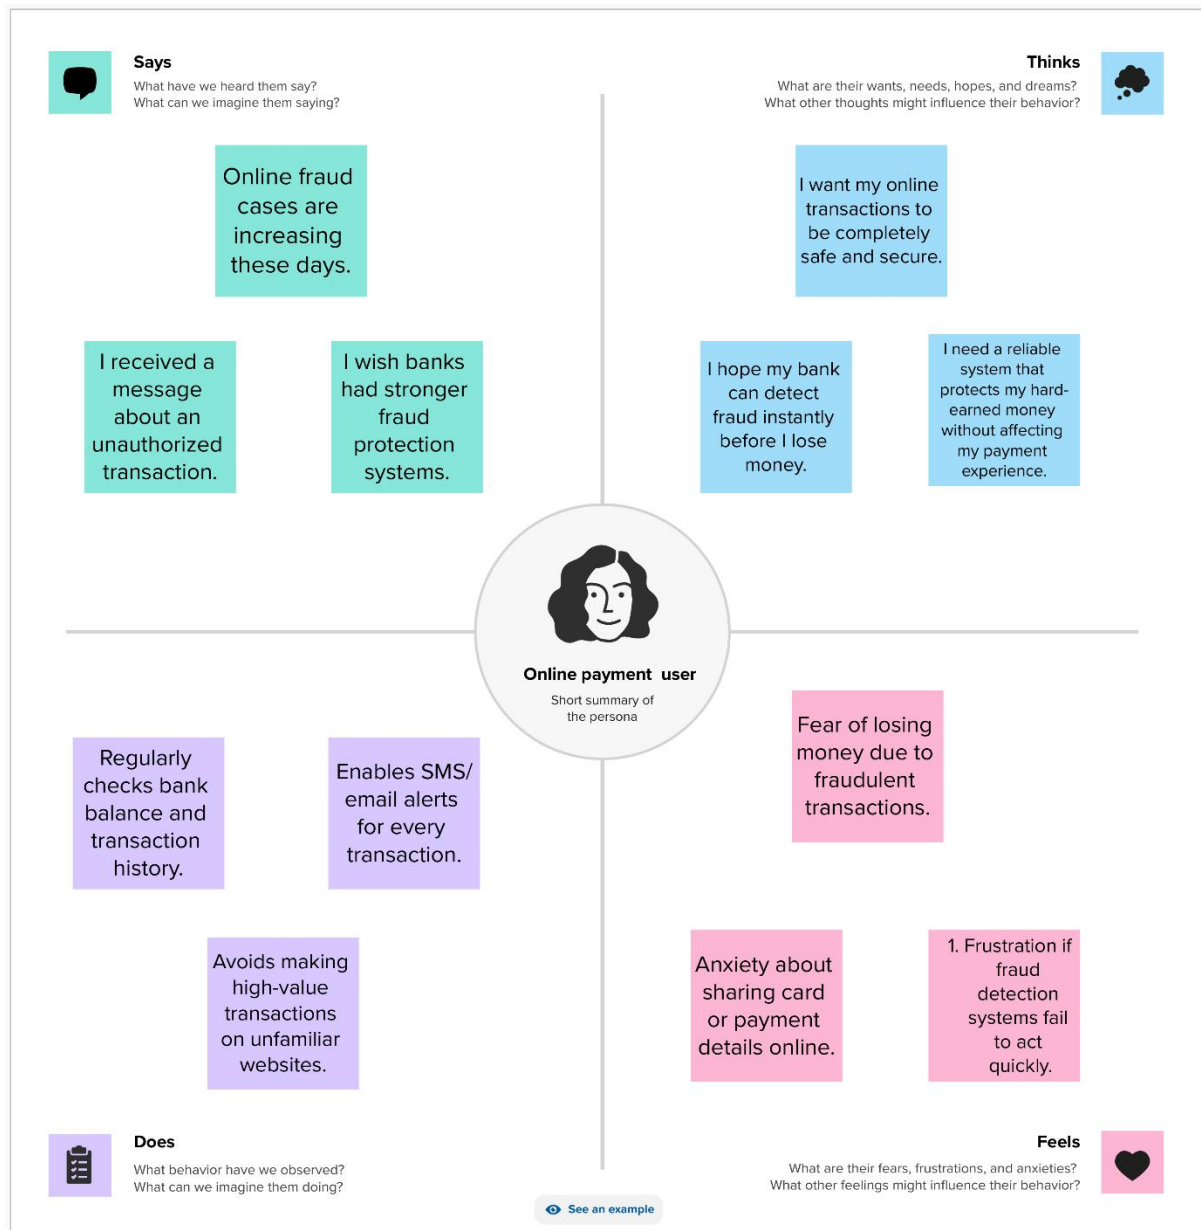 Says
What have we heard them say?
What can we imagine them saying?
Thinks
What are their wants, needs, hopes, and dreams?
What other thoughts might influence their behavior?
Online fraud
cases are
increasing
these days.
I received a
message
about an
unauthorized
transaction.
I wish banks
had stronger
fraud
protection
systems.
I want my online
transactions to
be completely
safe and secure.
I hope my bank
can detect
fraud instantly
before I lose
money.
I need a reliable
system that
protects my hard-
earned money
without affecting
my payment
experience.
Online payment  user
Short summary of
the persona
Regularly
checks bank
balance and
transaction
history.
Enables SMS/
email alerts
for every
transaction.
Avoids making
high-value
transactions
on unfamiliar
websites.
Fear of losing
money due to
fraudulent
transactions.
Anxiety about
sharing card
or payment
details online.
1. Frustration if
fraud
detection
systems fail
to act
quickly.
Does
What behavior have we observed?
What can we imagine them doing?
Feels
What are their fears, frustrations, and anxieties?
What other feelings might influence their behavior?
See an example